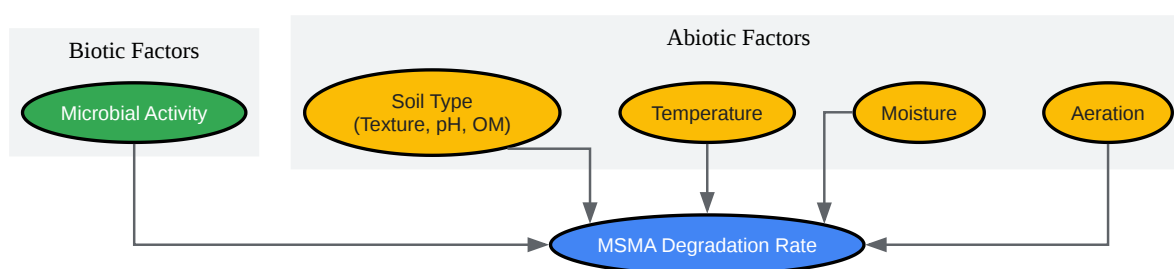 Biotic Factors
Abiotic Factors
Microbial Activity
Soil Type
(Texture, pH, OM)
Temperature
Moisture
Aeration
MSMA Degradation Rate